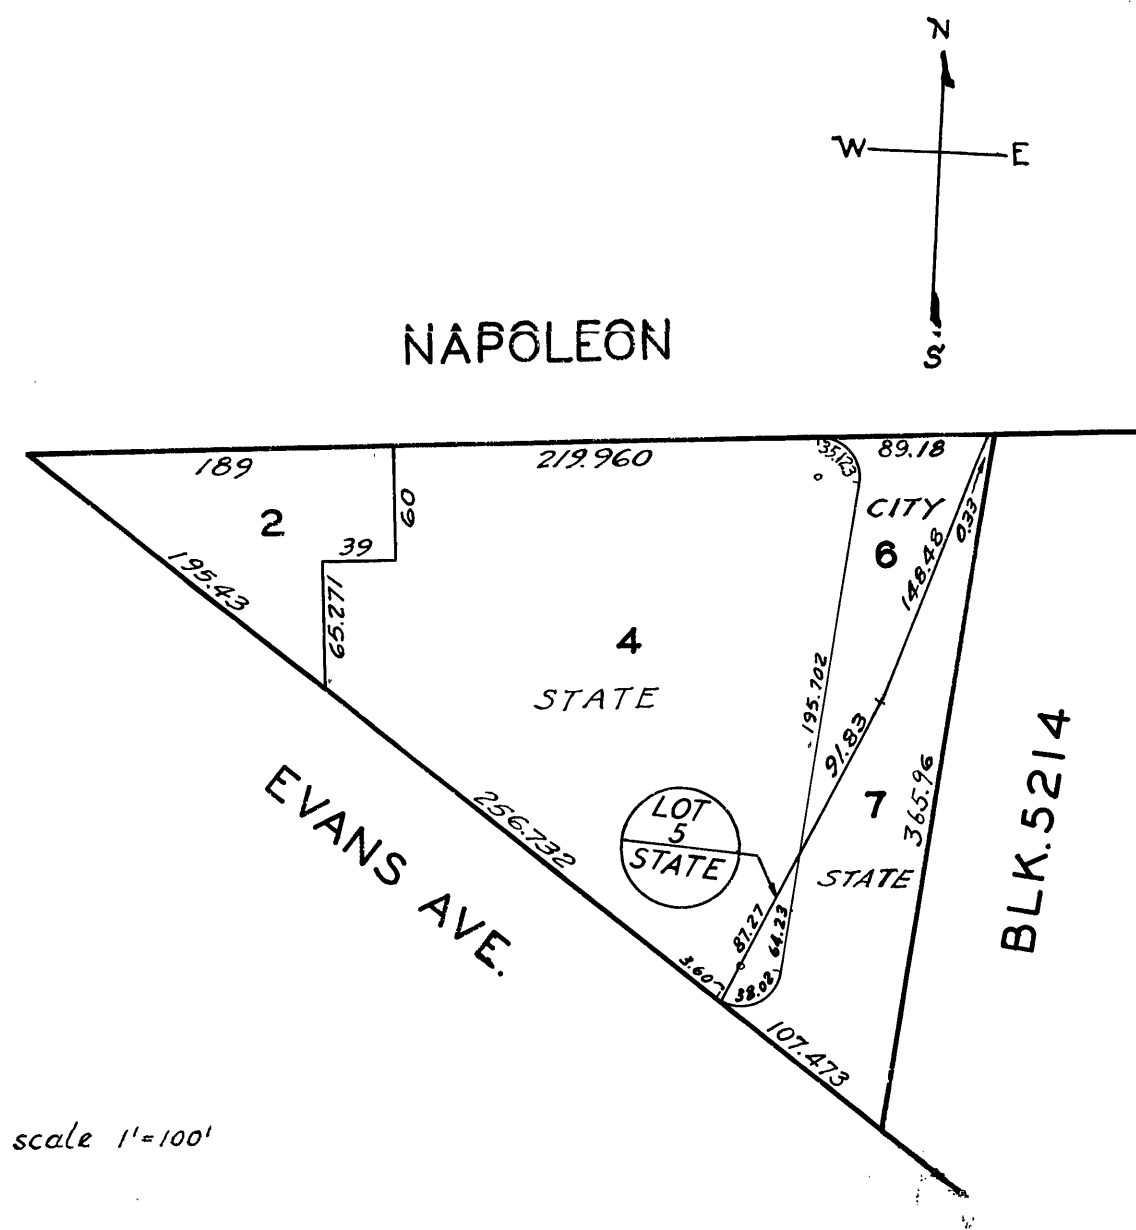 N
W E
S
NAPOLEON
189
219.960
35.123
89.18
2
60
CITY
0.33
39
6
148.48
195.43
65.271
4
STATE
195.702
91.83
BLK.5214
EVANS AVE.
256.732
LOT
5
STATE
7
365.96
STATE
87.27
64.23
3.60
38.02
107.473
scale 1'=100'